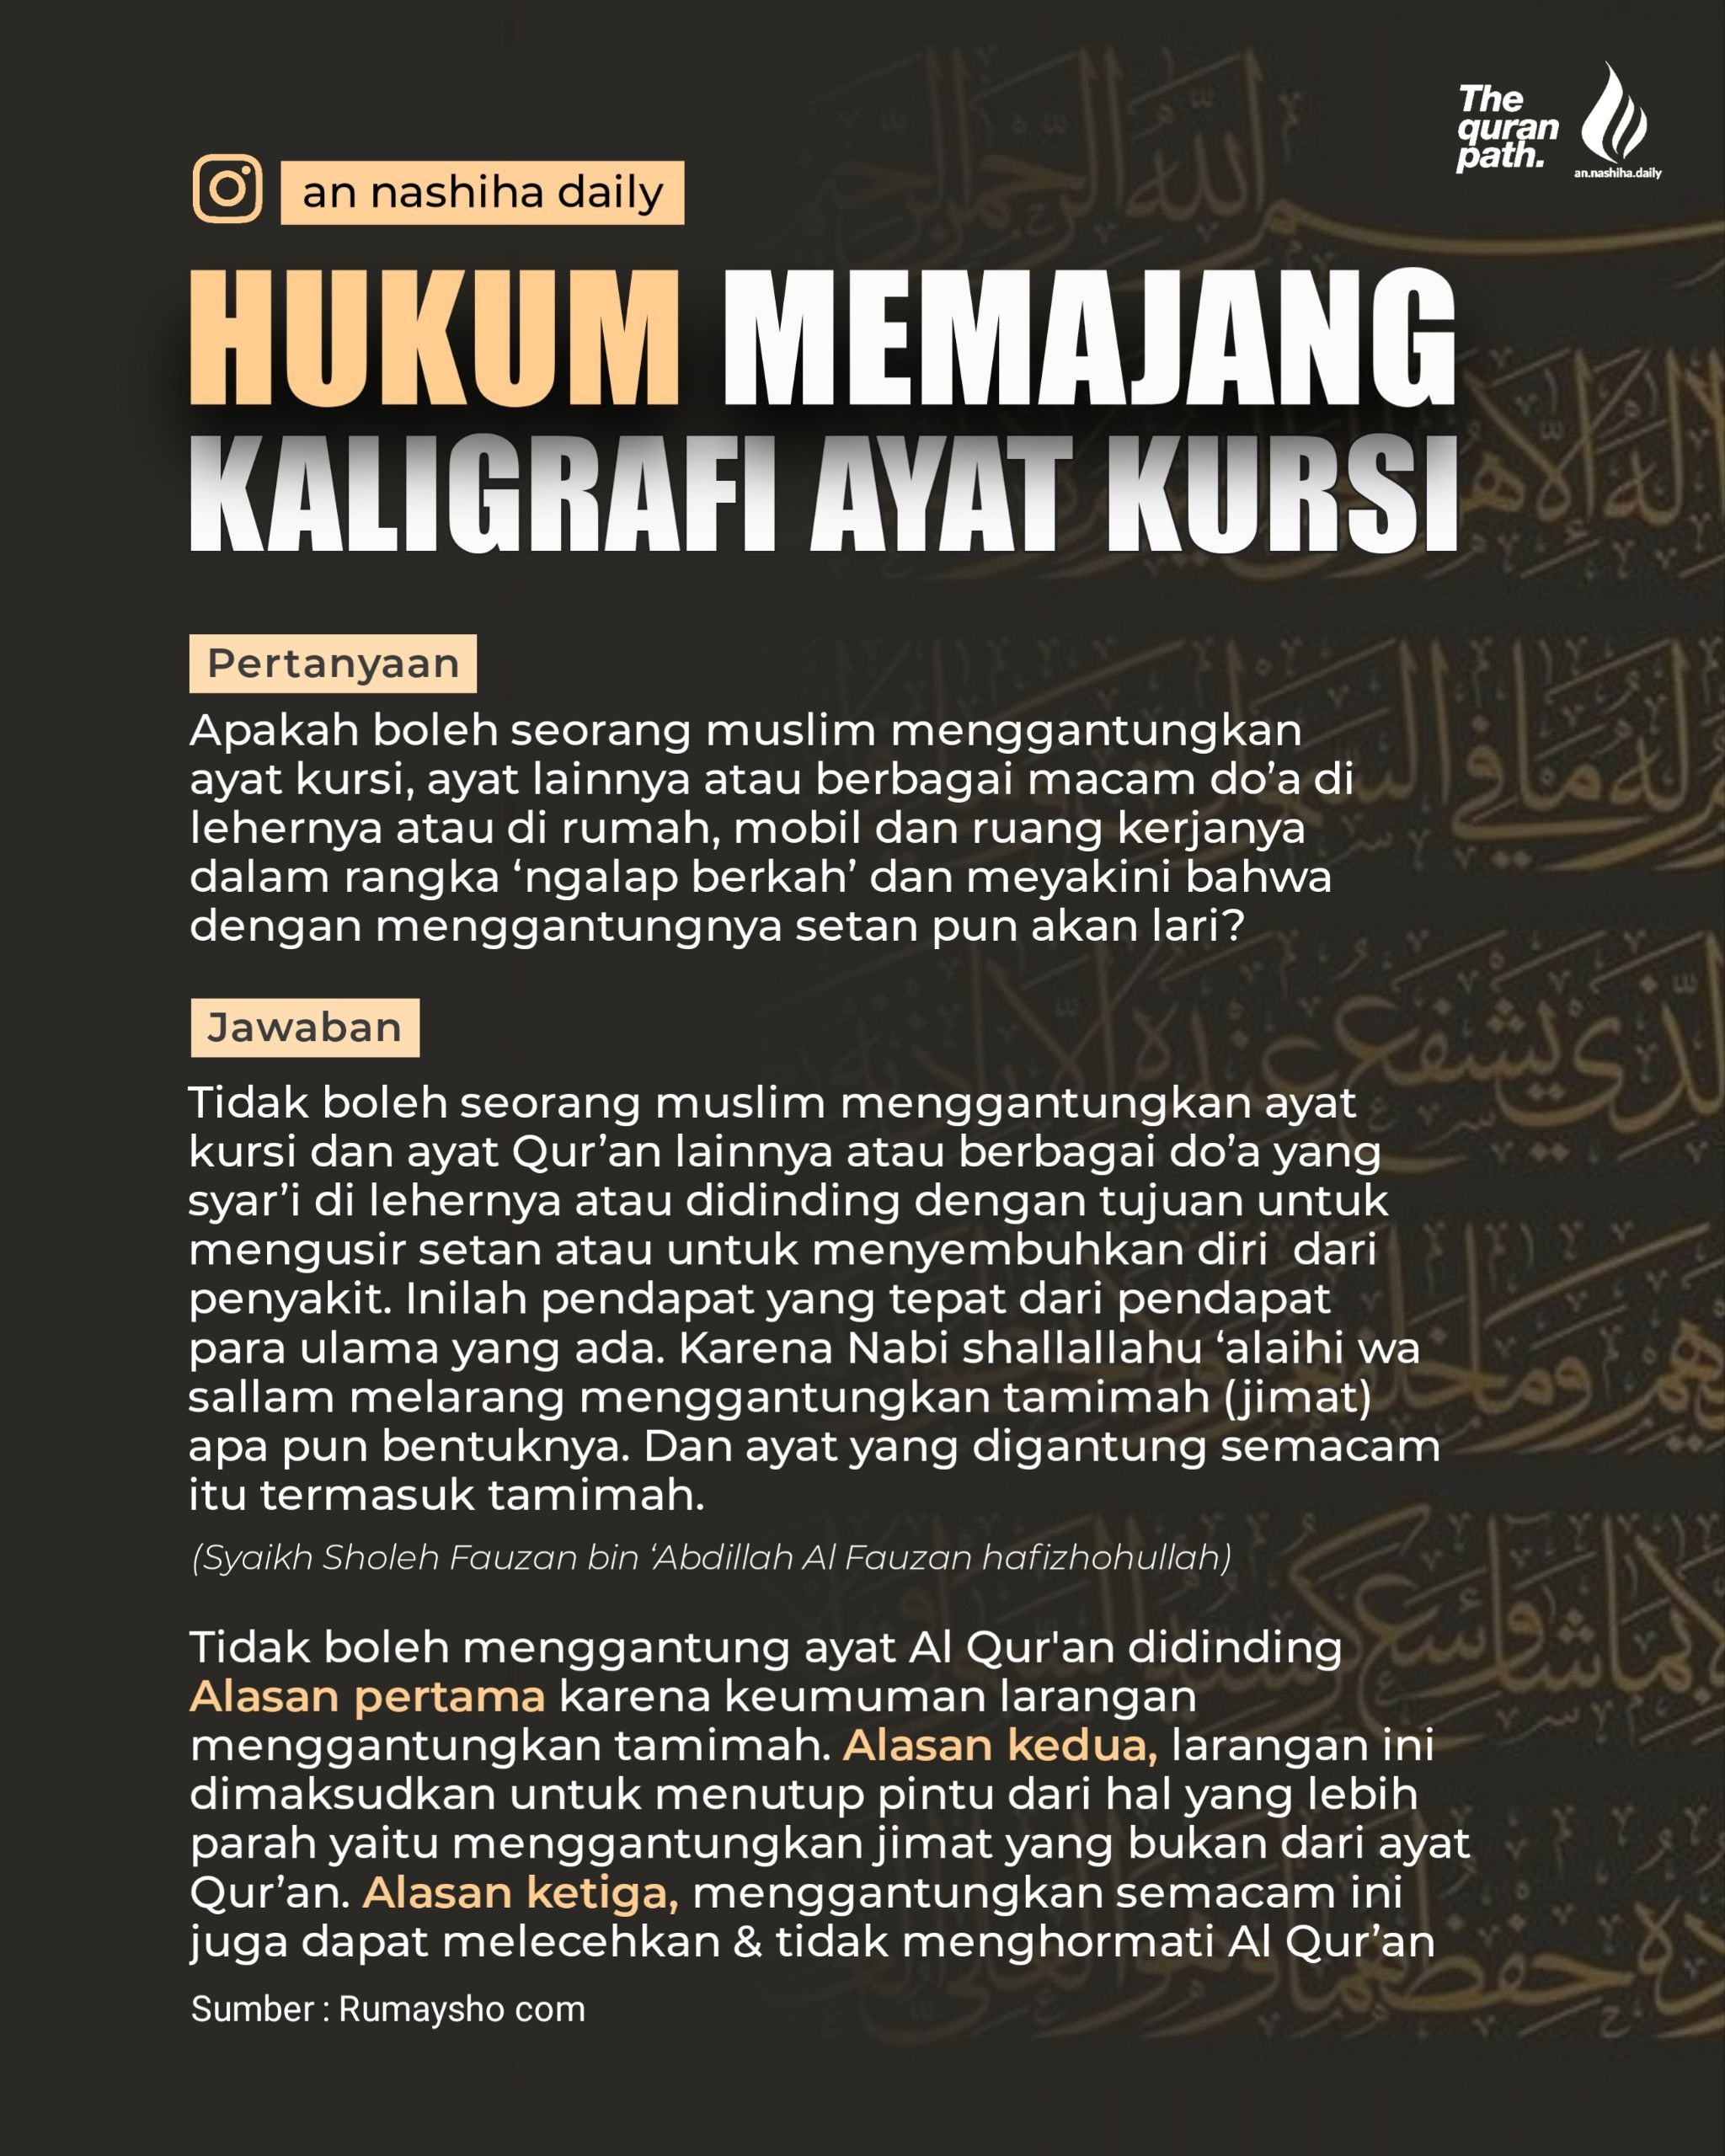 The
quran
path.
an.nashiha.daily
an nashiha daily
HUKUM MEMAJANG
KALIGRAFI AYAT KURSI
Pertanyaan
Apakah boleh seorang muslim menggantungkan
ayat kursi, ayat lainnya atau berbagai macam do’a di
lehernya atau di rumah, mobil dan ruang kerjanya
dalam rangka ‘ngalap berkah’ dan meyakini bahwa
dengan menggantungnya setan pun akan lari?
Jawaban
Tidak boleh seorang muslim menggantungkan ayat
kursi dan ayat Qur’an lainnya atau berbagai do’a yang
syar’i di lehernya atau didinding dengan tujuan untuk
mengusir setan atau untuk menyembuhkan diri  dari
penyakit. Inilah pendapat yang tepat dari pendapat
para ulama yang ada. Karena Nabi shallallahu ‘alaihi wa
sallam melarang menggantungkan tamimah (jimat)
apa pun bentuknya. Dan ayat yang digantung semacam
itu termasuk tamimah.
(Syaikh Sholeh Fauzan bin ‘Abdillah Al Fauzan hafizhohullah)
Tidak boleh menggantung ayat Al Qur'an didinding
Alasan pertama karena keumuman larangan
menggantungkan tamimah. Alasan kedua, larangan ini
dimaksudkan untuk menutup pintu dari hal yang lebih
parah yaitu menggantungkan jimat yang bukan dari ayat
Qur’an. Alasan ketiga, menggantungkan semacam ini
juga dapat melecehkan & tidak menghormati Al Qur’an
Sumber : Rumaysho com